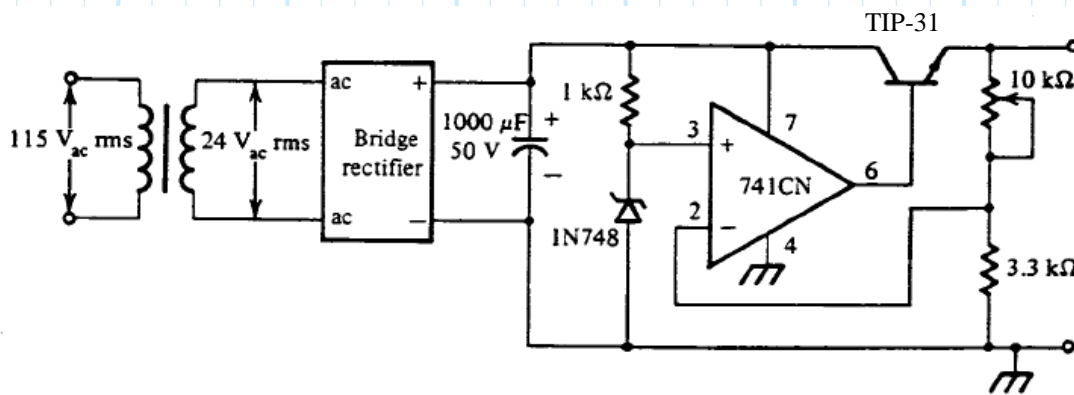 TIP-31
115 V_ac rms
24 V_ac rms
ac
+
Bridge
rectifier
ac
−
1000 μF
50 V
+
−
1 kΩ
1N748
3
+
2
−
741CN
7
4
6
10 kΩ
3.3 kΩ